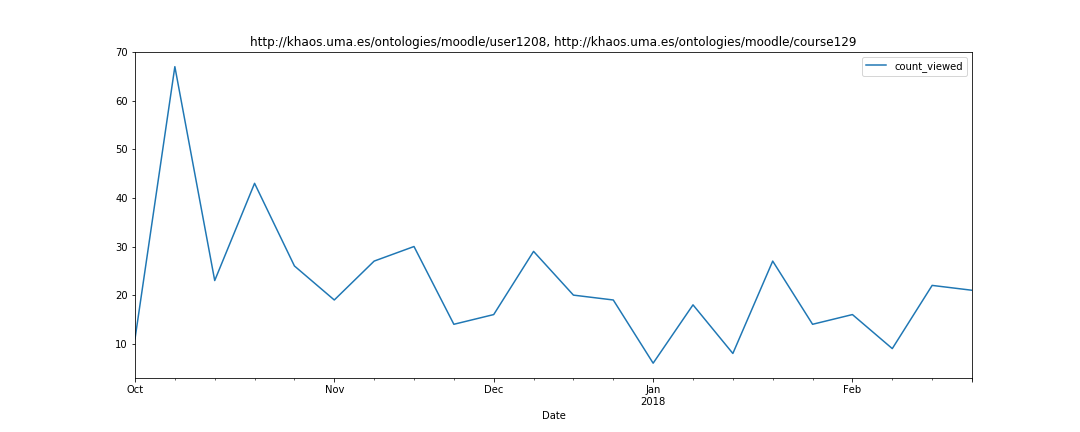 http://khaos.uma.es/ontologies/moodle/user1208, http://khaos.uma.es/ontologies/moodle/course129
count_viewed
70
60
50
40
30
20
10
Oct Nov Dec Jan Feb
2018
Date